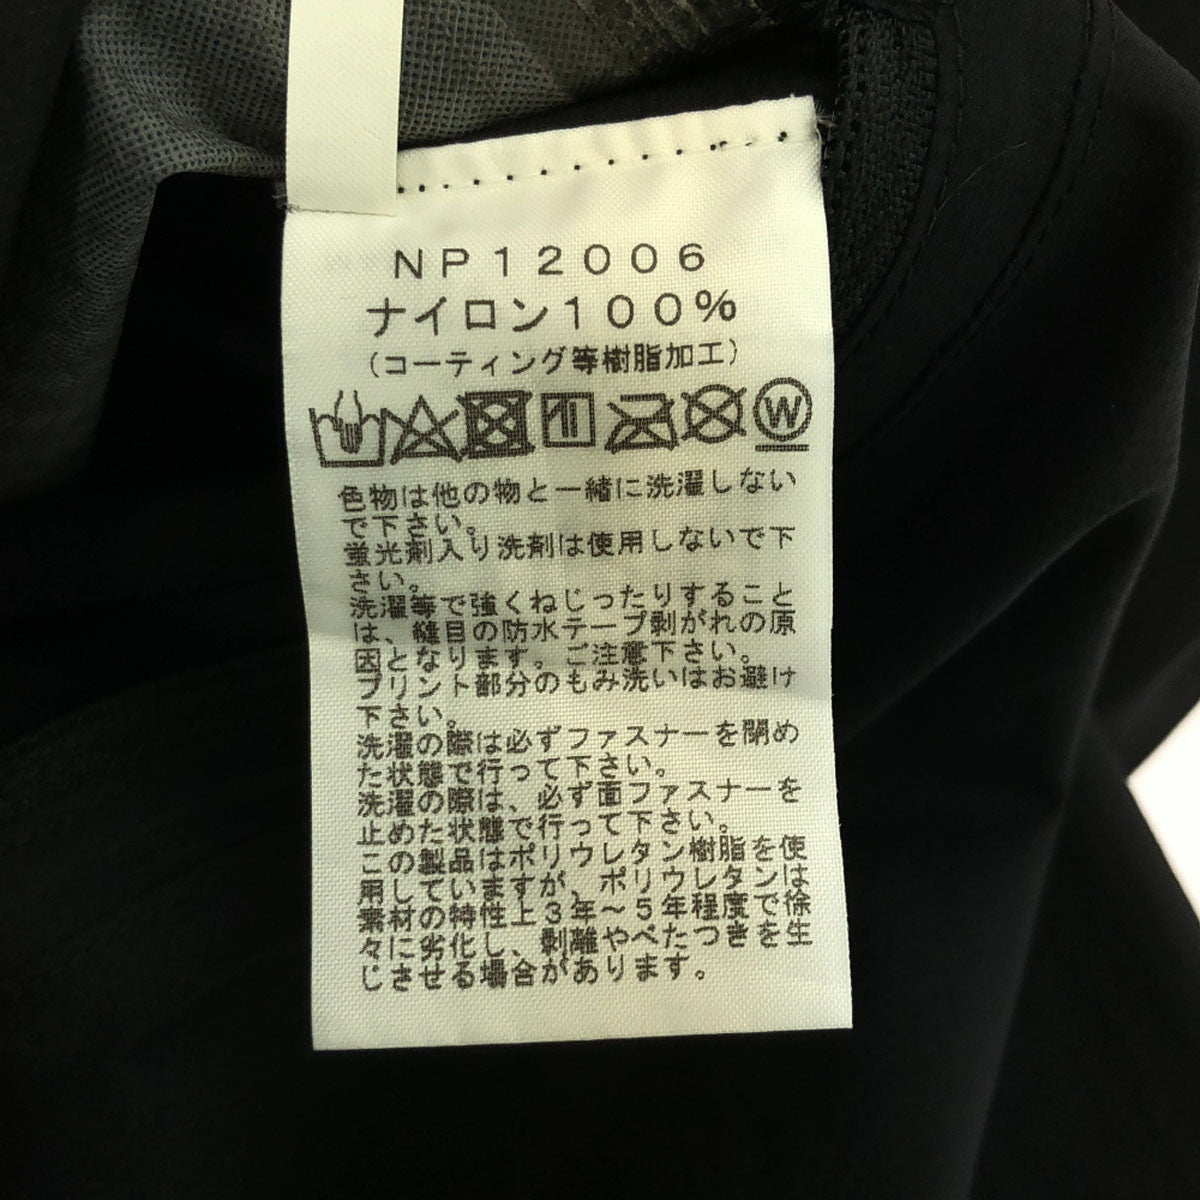 NP12006
ナイロン100%
(コーティング等樹脂加工)
W
色物は他の物と一緒に洗濯しない
で下さい。
蛍光剤入り洗剤は使用しないで下
さい。
洗濯等で強くねじったりすること
は、縫目の防水テープ剥がれの原
因となります。ご注意下さい。
プリント部分のもみ洗いはお避け
下さい。
洗濯の際は必ずファスナーを閉め
た状態で行って下さい。
洗濯の際は、必ず面ファスナーを
止めた状態で行って下さい。
この製品はポリウレタン樹脂を使
用していますが、ポリウレタンは
素材の特性上3年～5年程度で徐
々に劣化し、剥離やべたつきを生
じさせる場合があります。